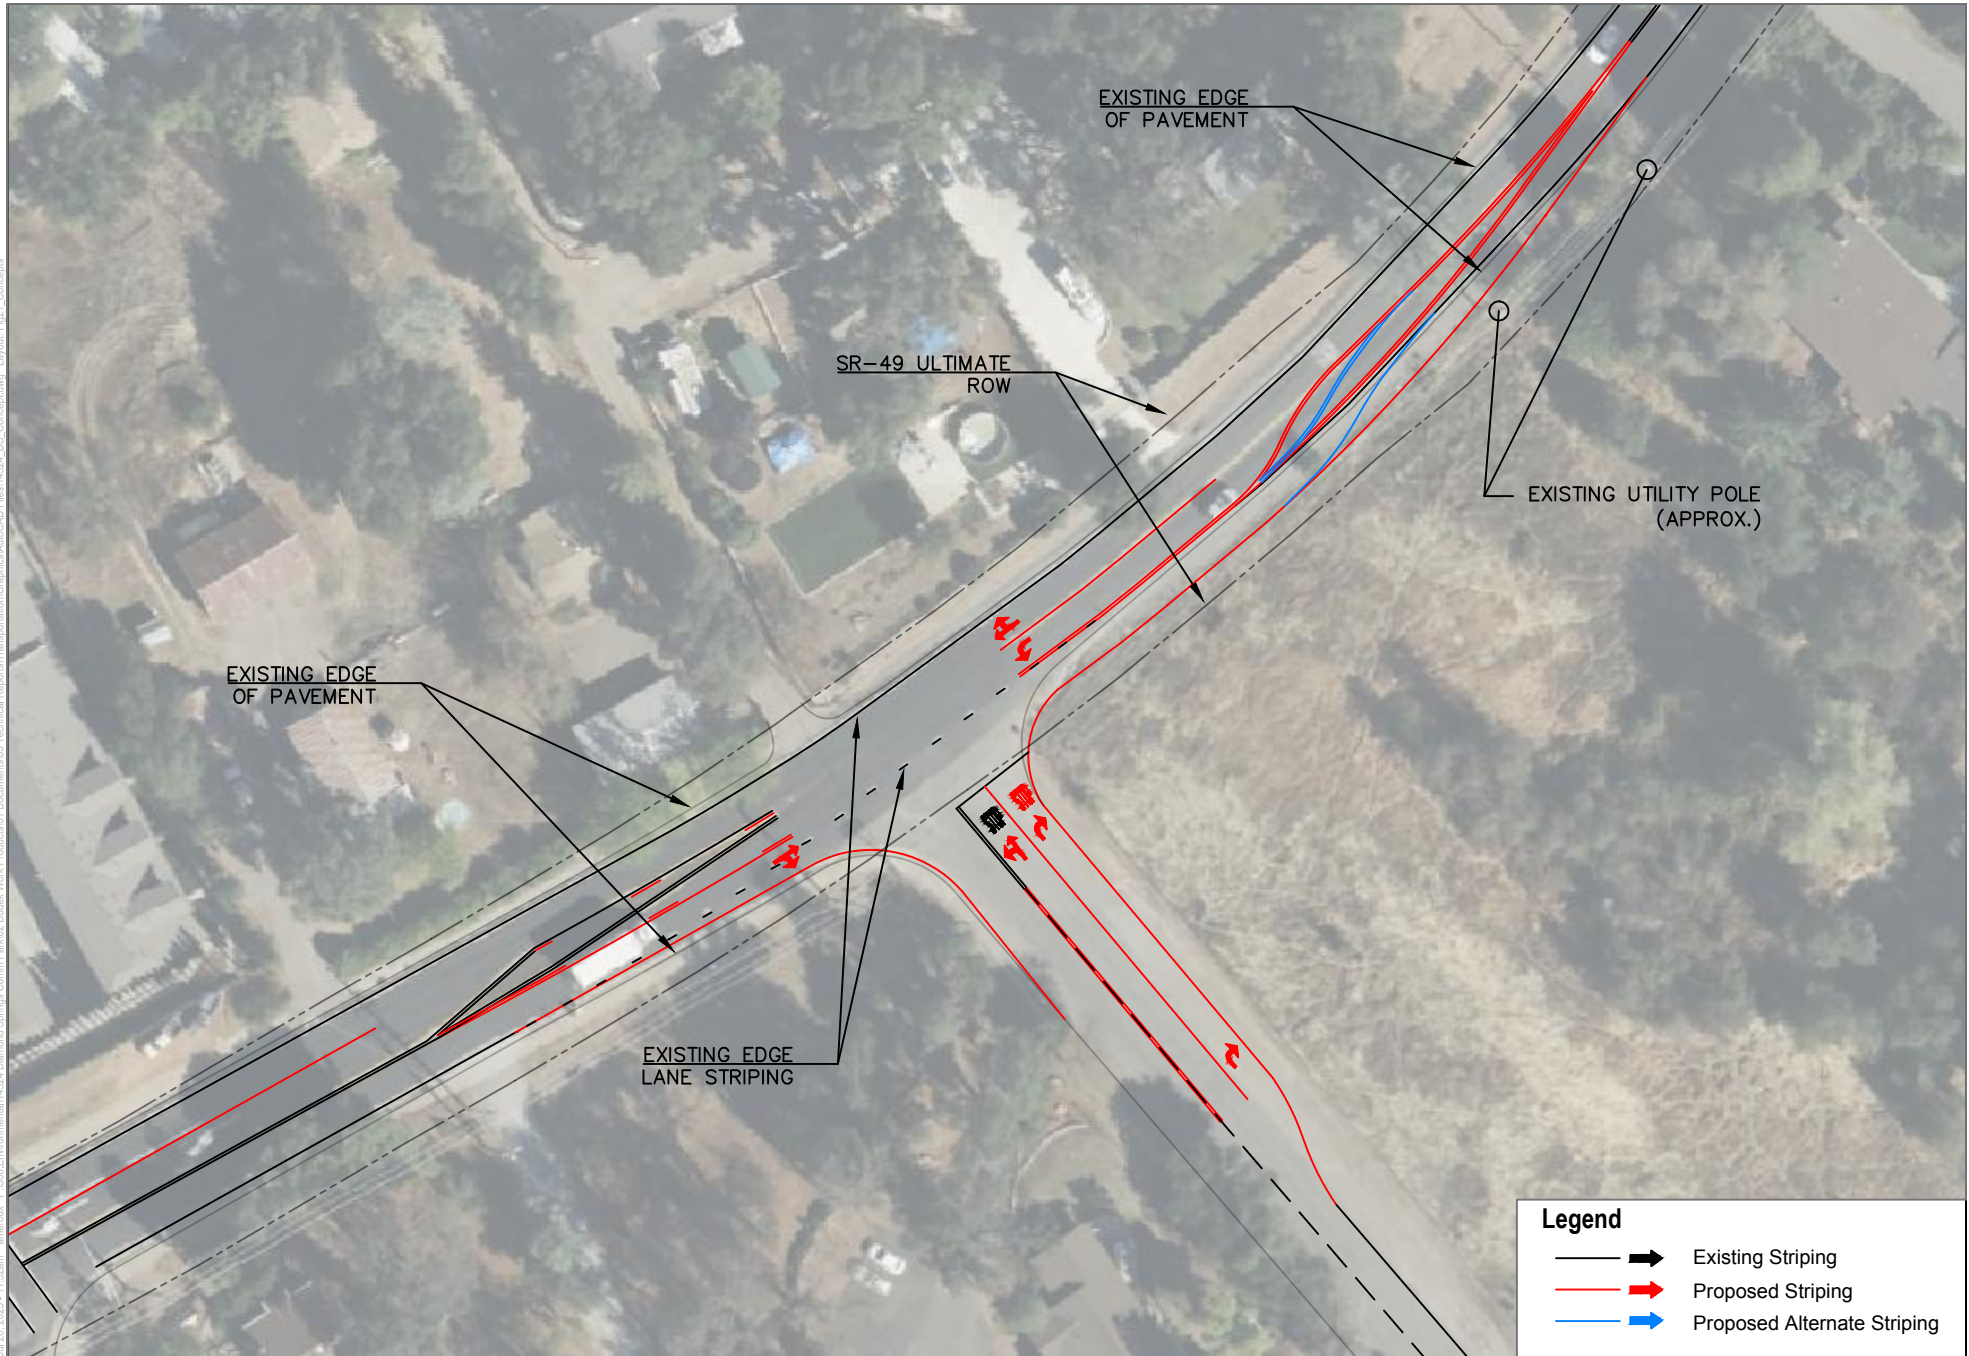 EXISTING EDGE
OF PAVEMENT
SR-49 ULTIMATE
ROW
EXISTING UTILITY POLE
(APPROX.)
EXISTING EDGE
OF PAVEMENT
EXISTING EDGE
LANE STRIPING
Legend
Existing Striping
Proposed Striping
Proposed Alternate Striping